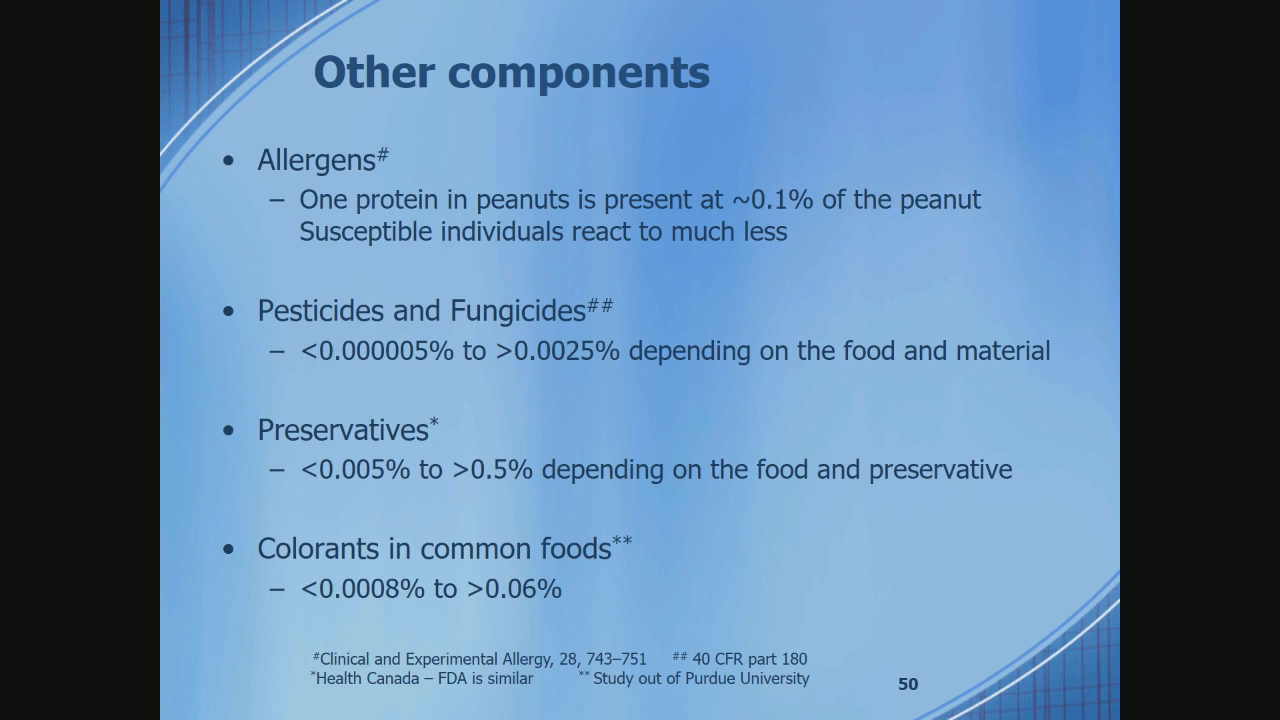 Other components
• Allergens#
– One protein in peanuts is present at ~0.1% of the peanut
Susceptible individuals react to much less
• Pesticides and Fungicides##
– <0.000005% to >0.0025% depending on the food and material
• Preservatives*
– <0.005% to >0.5% depending on the food and preservative
• Colorants in common foods**
– <0.0008% to >0.06%
#Clinical and Experimental Allergy, 28, 743–751 ## 40 CFR part 180
*Health Canada – FDA is similar ** Study out of Purdue University
50